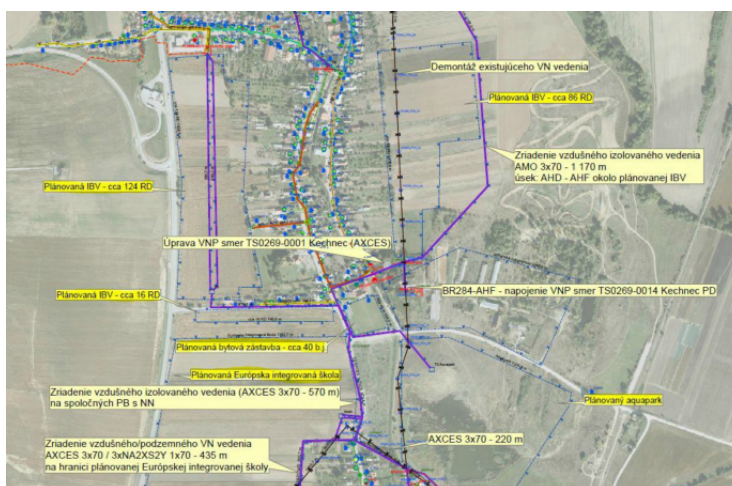 Demontáž existujúceho VN vedenia
Plánovaná IBV - cca 86 RD
Zriadenie vzdušného izolovaného vedenia
AMO 3x70 - 1 170 m
úsek: AHD - AHF okolo plánovanej IBV
Plánovaná IBV - cca 124 RD
Úprava VNP smer TS0269-0001 Kechnec (AXCES)
BR284-AHF - napojenie VNP smer TS0269-0014 Kechnec PD
Plánovaná IBV - cca 16 RD
Plánovaná bytová zástavba - cca 40 b.j.
Plánovaná Európska integrovaná škola
Zriadenie vzdušného izolovaného vedenia (AXCES 3x70 - 570 m)
na spoločných PB s NN
Plánovaný aquapark
Zriadenie vzdušného/podzemného VN vedenia
AXCES 3x70 / 3xNA2XS2Y 1x70 - 435 m
na hranici plánovanej Európskej integrovanej školy
AXCES 3x70 - 220 m